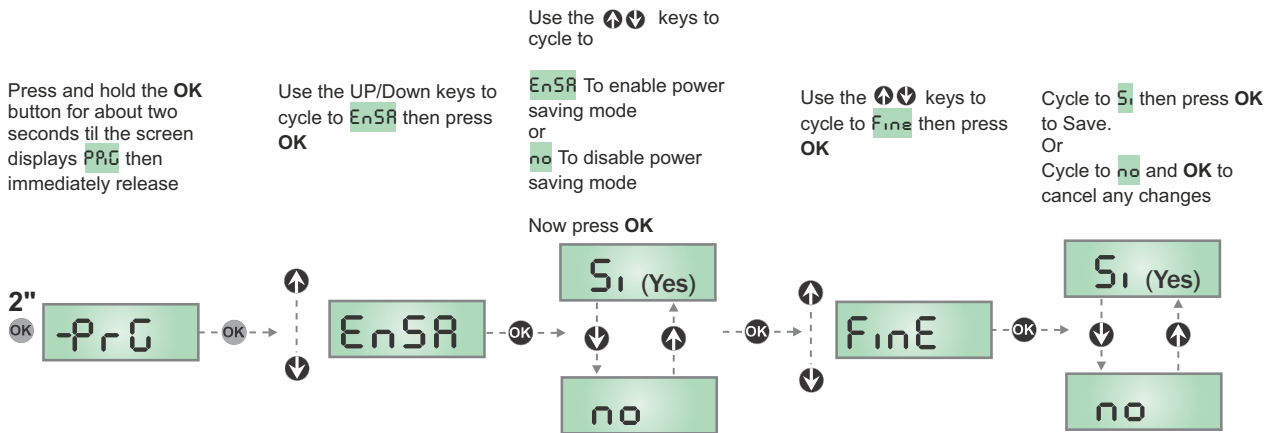 Press and hold the OK
button for about two
seconds til the screen
displays PRG then
immediately release
Use the UP/Down keys to
cycle to EnSA then press
OK
Use the keys to
cycle to
EnSA To enable power
saving mode
or
no To disable power
saving mode
Now press OK
Use the keys to
cycle to Fine then press
OK
Cycle to Si then press OK
to Save.
Or
Cycle to no and OK to
cancel any changes
2"
OK
-PrG
OK
EnSA
OK
Si (Yes)
no
OK
FinE
OK
Si (Yes)
no